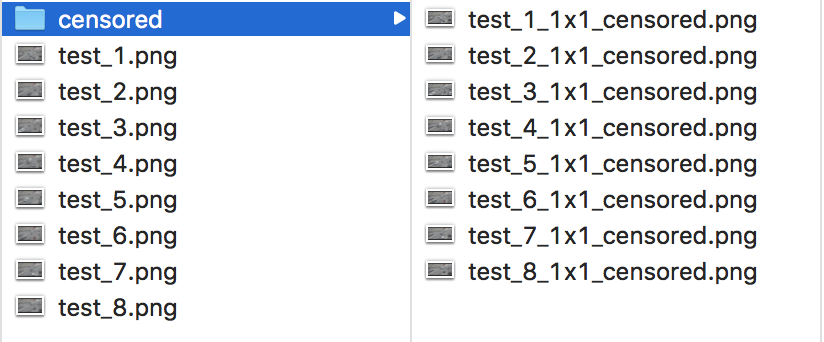 censored
test_1.png
test_2.png
test_3.png
test_4.png
test_5.png
test_6.png
test_7.png
test_8.png
test_1_1x1_censored.png
test_2_1x1_censored.png
test_3_1x1_censored.png
test_4_1x1_censored.png
test_5_1x1_censored.png
test_6_1x1_censored.png
test_7_1x1_censored.png
test_8_1x1_censored.png